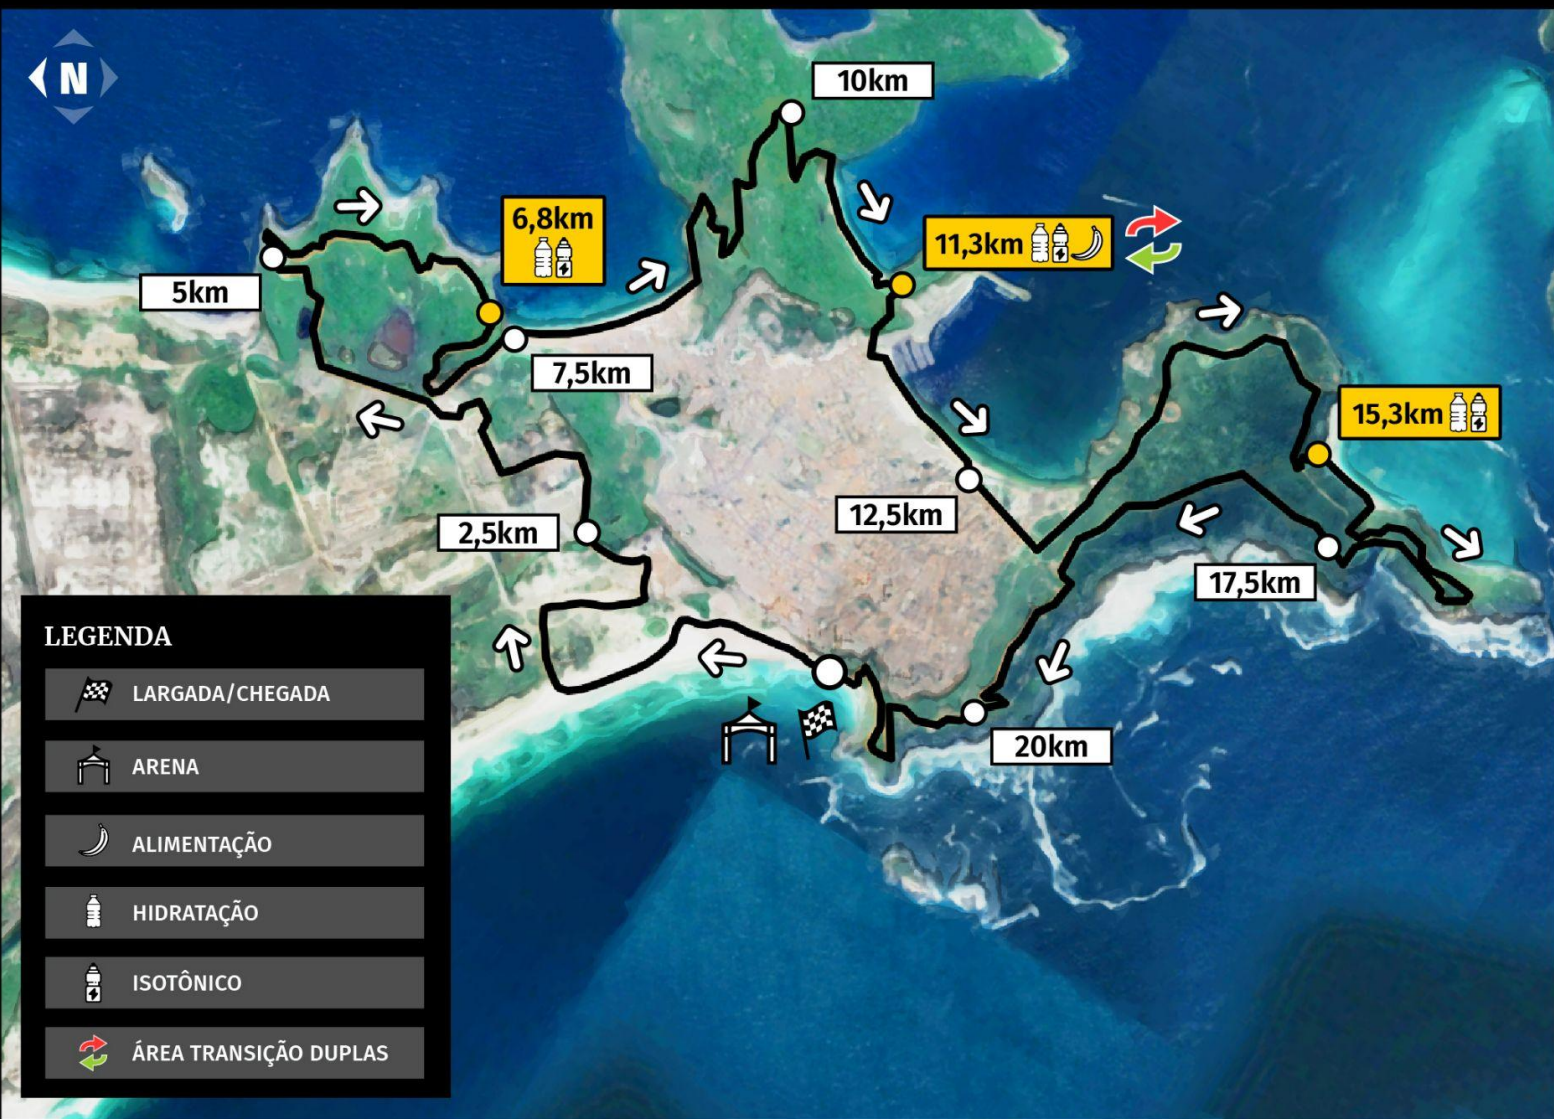 N
10km
6,8km
11,3km
5km
7,5km
15,3km
12,5km
2,5km
17,5km
20km
LEGENDA
LARGADA/CHEGADA
ARENA
ALIMENTAÇÃO
HIDRATAÇÃO
ISOTÔNICO
ÁREA TRANSIÇÃO DUPLAS